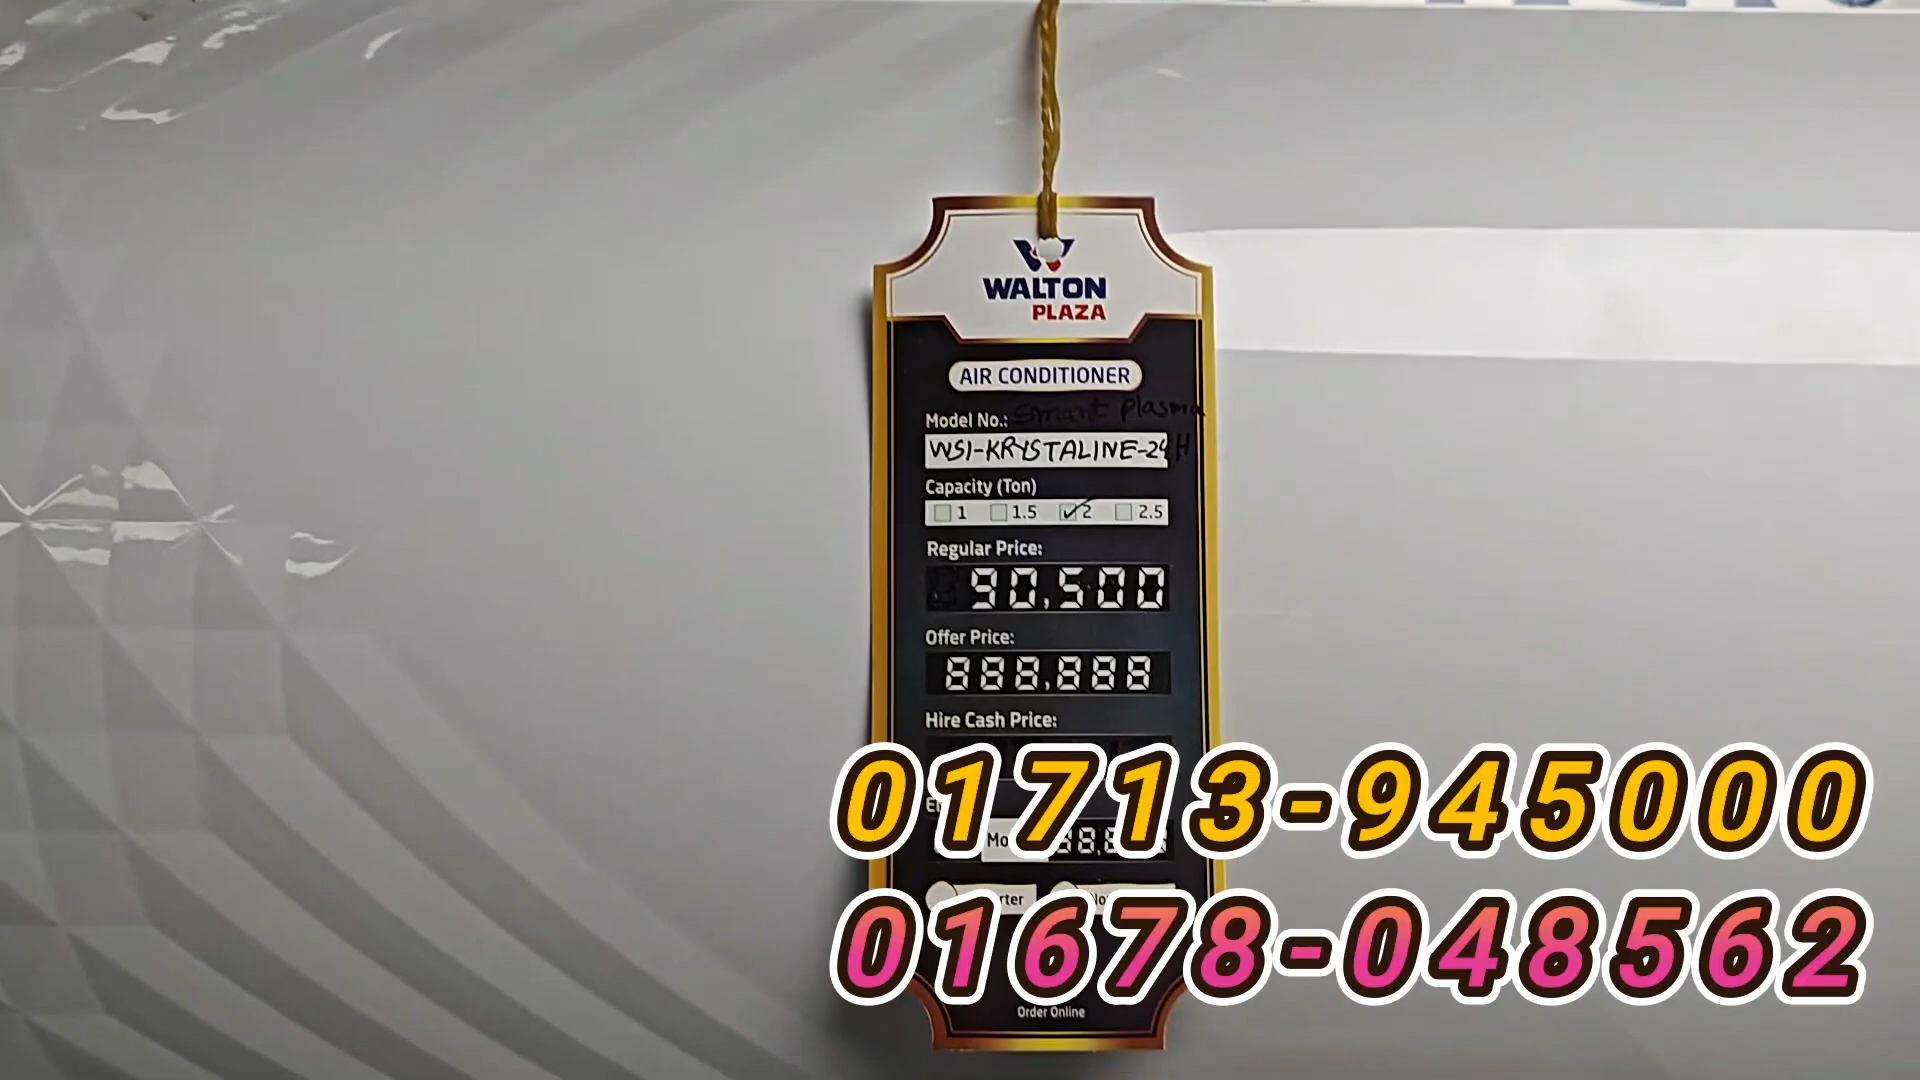 WALTON
PLAZA
AIR CONDITIONER
Model No.: Smart Plasma
WSI-KRYSTALINE-24H
Capacity (Ton)
1 1.5 2 2.5
Regular Price:
90,500
Offer Price:
888,888
Hire Cash Price:
01713-945000
01678-048562
Order Online